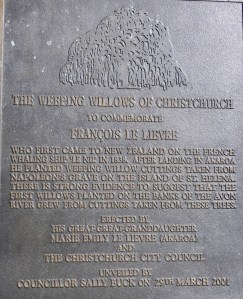 THE WEEPING WILLOWS OF CHRISTCHURCH
TO COMMEMORATE
FRANÇOIS LE LIEVRE
WHO FIRST CAME TO NEW ZEALAND ON THE FRENCH
WHALING SHIP 'LE NIL' IN 1838. AFTER LANDING IN AKAROA
HE PLANTED WEEPING WILLOW CUTTINGS TAKEN FROM
NAPOLEON'S GRAVE ON THE ISLAND OF ST HELENA.
THERE IS STRONG EVIDENCE TO SUGGEST THAT THE
FIRST WILLOWS PLANTED ON THE BANKS OF THE AVON
RIVER GREW FROM CUTTINGS TAKEN FROM THESE TREES.
ERECTED BY
HIS GREAT-GREAT-GRANDDAUGHTER
MARIE EMILY LE LIEVRE (AKAROA)
AND
THE CHRISTCHURCH CITY COUNCIL
UNVEILED BY
COUNCILLOR SALLY BUCK ON 29TH MARCH 2001